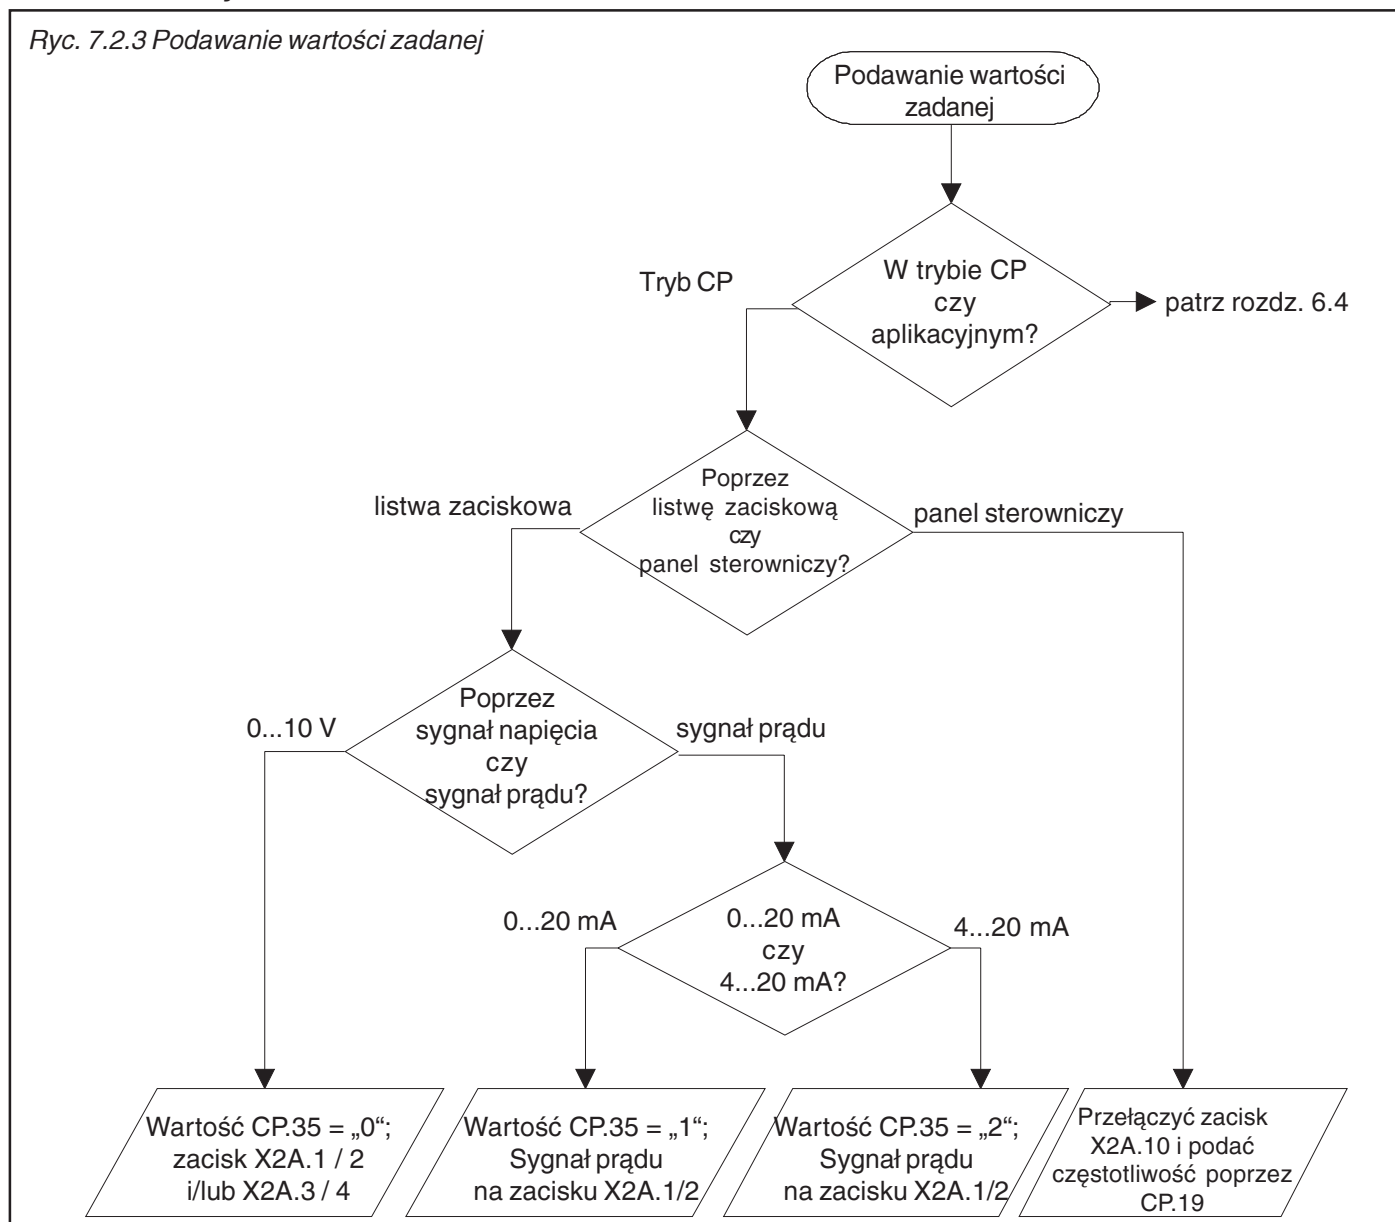 Ryc. 7.2.3 Podawanie wartości zadanej
Podawanie wartości
zadanej
W trybie CP
czy
aplikacyjnym?
Tryb CP
patrz rozdz. 6.4
Poprzez
listwę zaciskową
czy
panel sterowniczy?
listwa zaciskowa
panel sterowniczy
Poprzez
sygnał napięcia
czy
sygnał prądu?
0...10 V
sygnał prądu
0...20 mA
czy
4...20 mA?
0...20 mA
4...20 mA
Wartość CP.35 = „0“;
zacisk X2A.1 / 2
i/lub X2A.3 / 4
Wartość CP.35 = „1“;
Sygnał prądu
na zacisku X2A.1/2
Wartość CP.35 = „2“;
Sygnał prądu
na zacisku X2A.1/2
Przełączyć zacisk
X2A.10 i podać
częstotliwość poprzez
CP.19